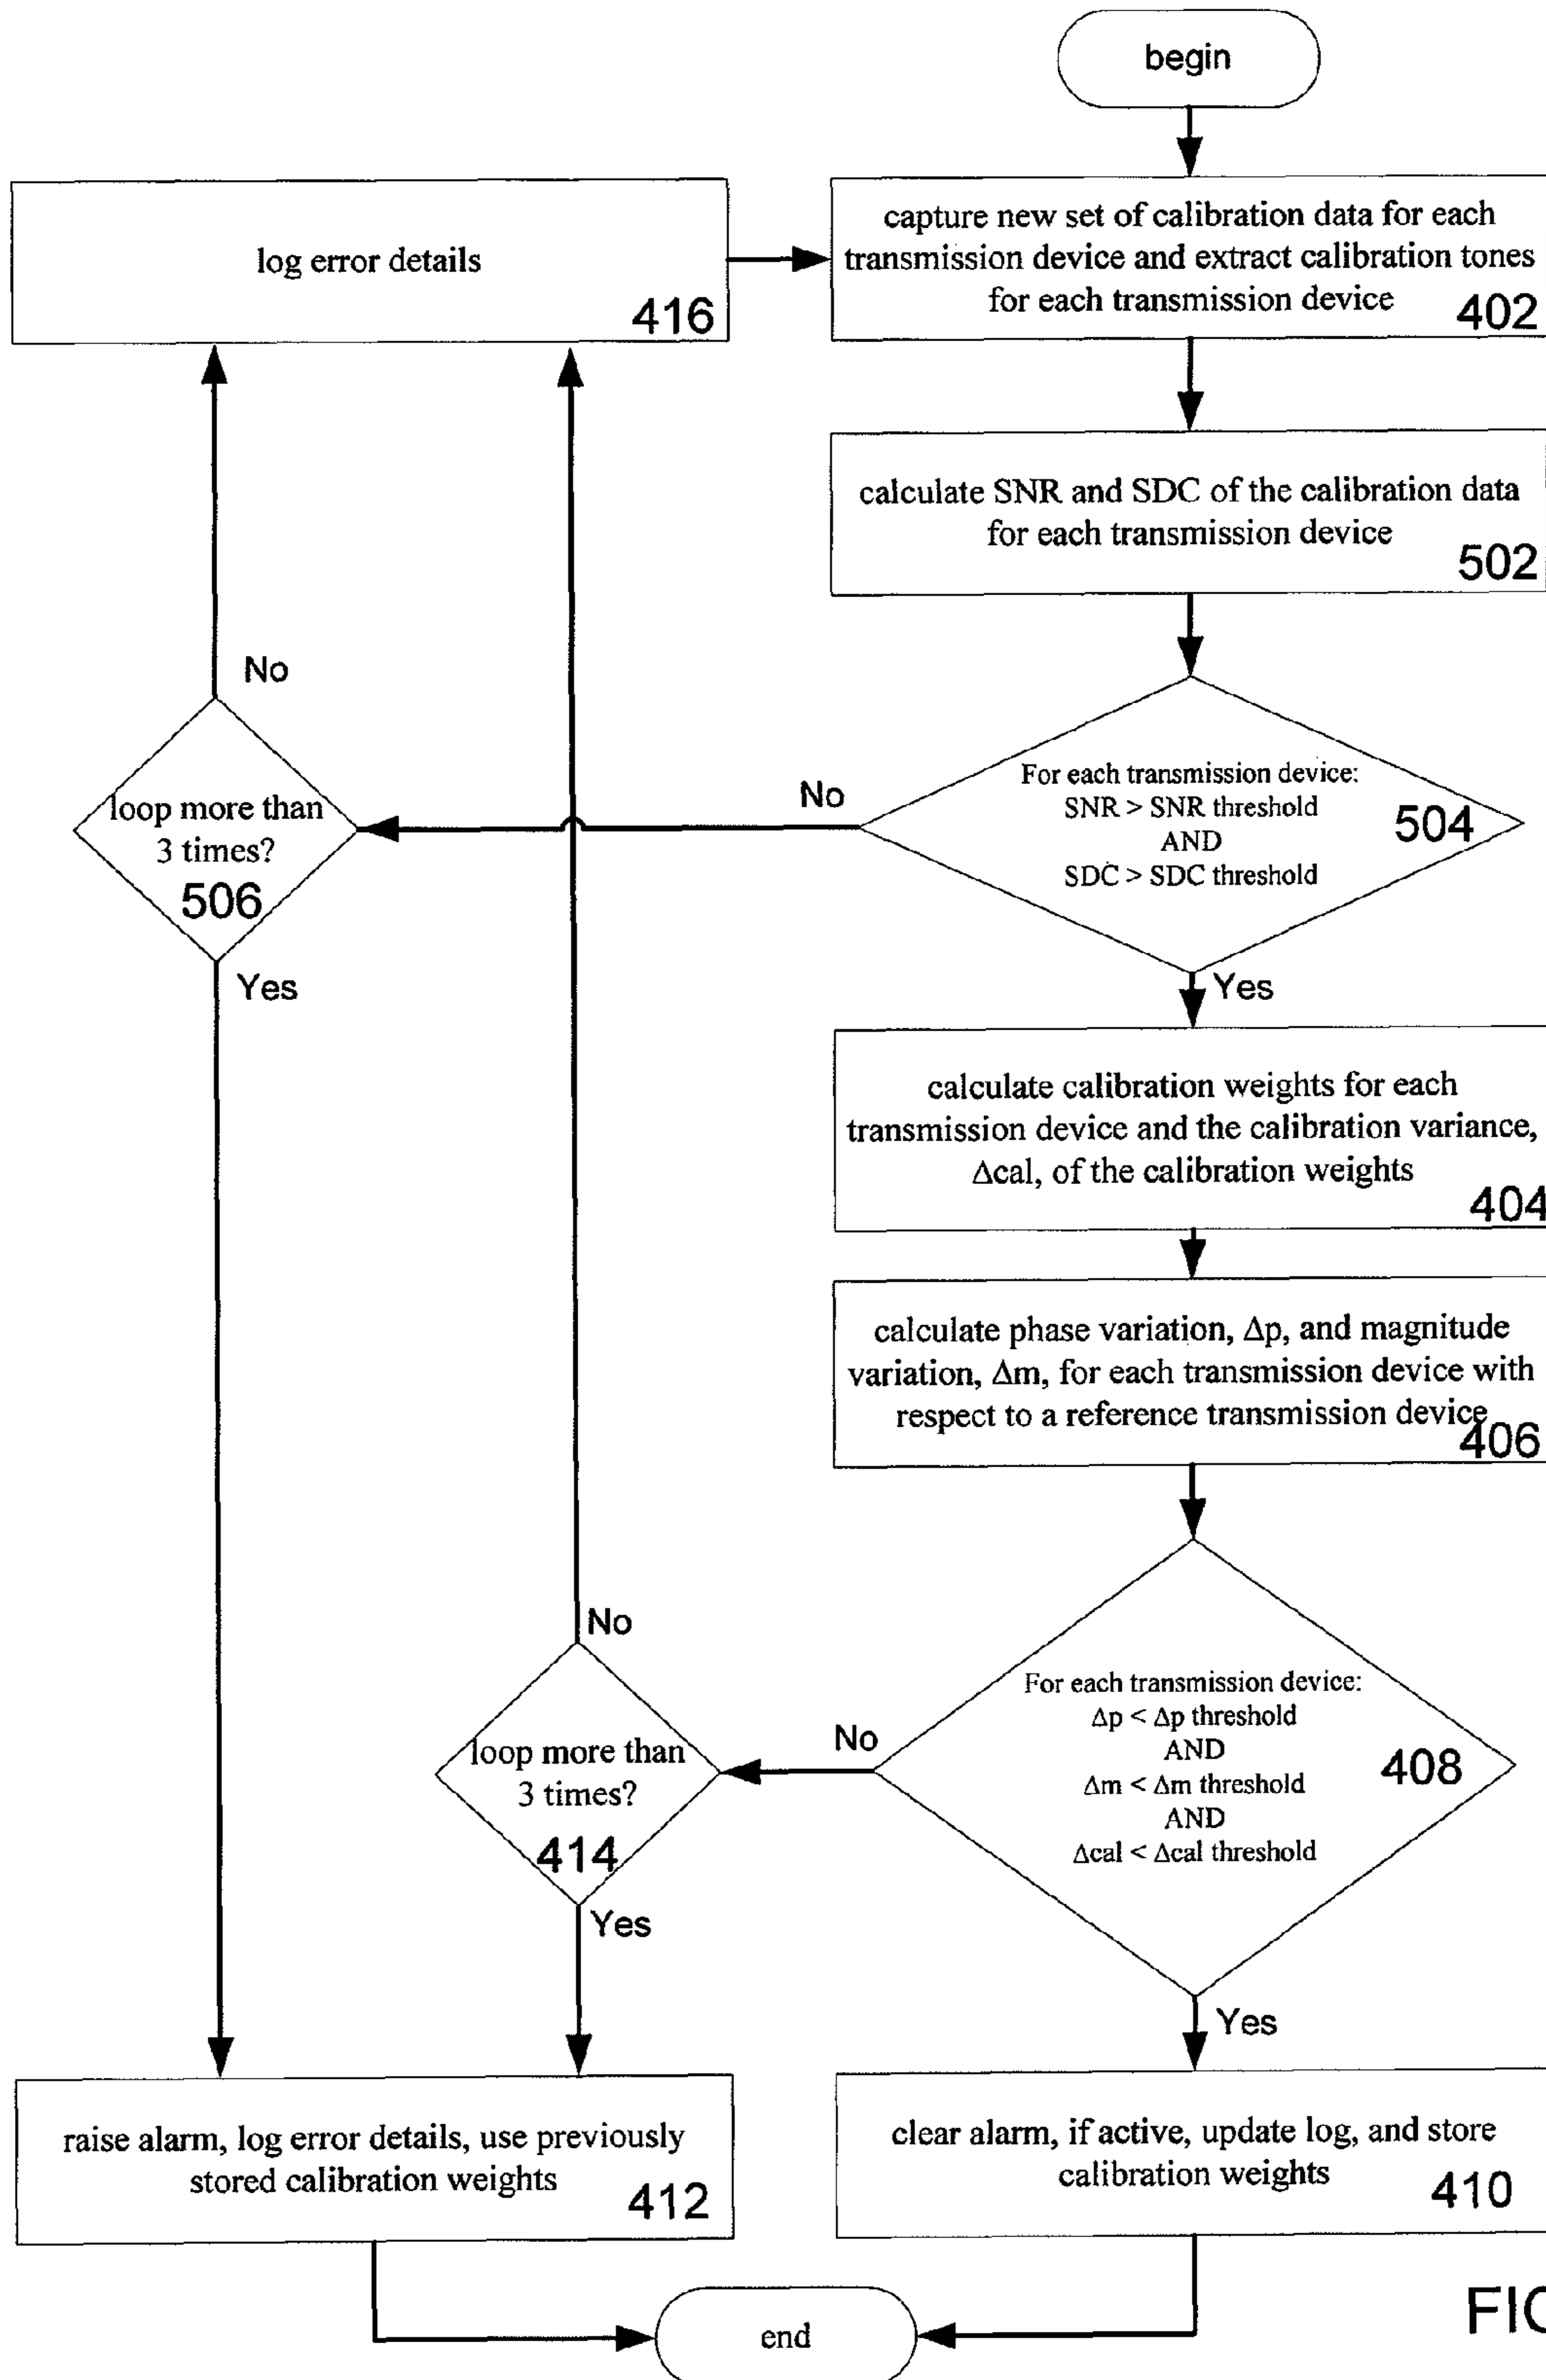 begin
log error details
416
capture new set of calibration data for each
transmission device and extract calibration tones
for each transmission device
402
calculate SNR and SDC of the calibration data
for each transmission device
502
For each transmission device:
SNR > SNR threshold
AND
SDC > SDC threshold
504
No
Yes
loop more than
3 times?
506
No
Yes
calculate calibration weights for each
transmission device and the calibration variance,
Δcal, of the calibration weights
404
calculate phase variation, Δp, and magnitude
variation, Δm, for each transmission device with
respect to a reference transmission device
406
For each transmission device:
Δp < Δp threshold
AND
Δm < Δm threshold
AND
Δcal < Δcal threshold
408
No
Yes
loop more than
3 times?
414
No
Yes
raise alarm, log error details, use previously
stored calibration weights
412
clear alarm, if active, update log, and store
calibration weights
410
end